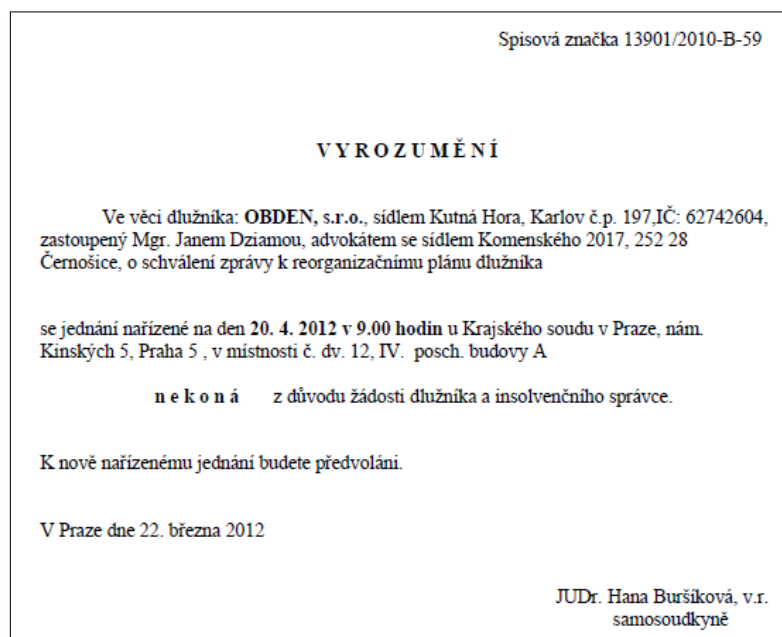 Spisová značka 13901/2010-B-59
V Y R O Z U M Ě N Í
Ve věci dlužníka: OBDEN, s.r.o., sídlem Kutná Hora, Karlov č.p. 197,IČ: 62742604,
zastoupený Mgr. Janem Dziamou, advokátem se sídlem Komenského 2017, 252 28
Černošice, o schválení zprávy k reorganizačnímu plánu dlužníka
se jednání nařízené na den 20. 4. 2012 v 9.00 hodin u Krajského soudu v Praze, nám.
Kinských 5, Praha 5 , v místnosti č. dv. 12, IV. posch. budovy A
n e k o n á z důvodu žádosti dlužníka a insolvenčního správce.
K nově nařízenému jednání budete předvoláni.
V Praze dne 22. března 2012
JUDr. Hana Buršíková, v.r.
samosoudkyně